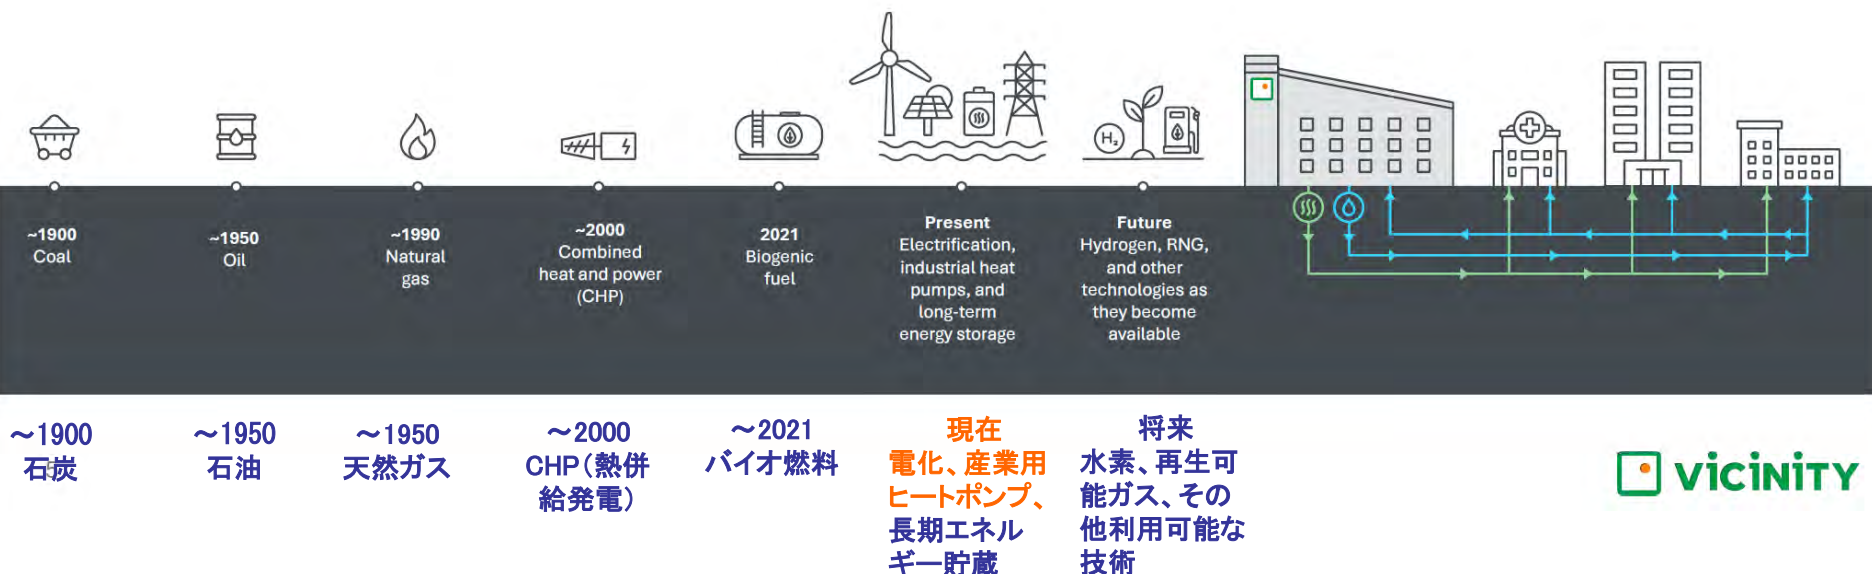 H₂
~1900
Coal
~1950
Oil
~1990
Natural
gas
~2000
Combined
heat and power
(CHP)
2021
Biogenic
fuel
Present
Electrification,
industrial heat
pumps, and
long-term
energy storage
Future
Hydrogen, RNG,
and other
technologies as
they become
available
～1900
石炭
5
～1950
石油
～1950
天然ガス
～2000
CHP（熱併
給発電）
～2021
バイオ燃料
現在
電化、産業用
ヒートポンプ、
長期エネル
ギー貯蔵
将来
水素、再生可
能ガス、その
他利用可能な
技術
ViCiNiTY